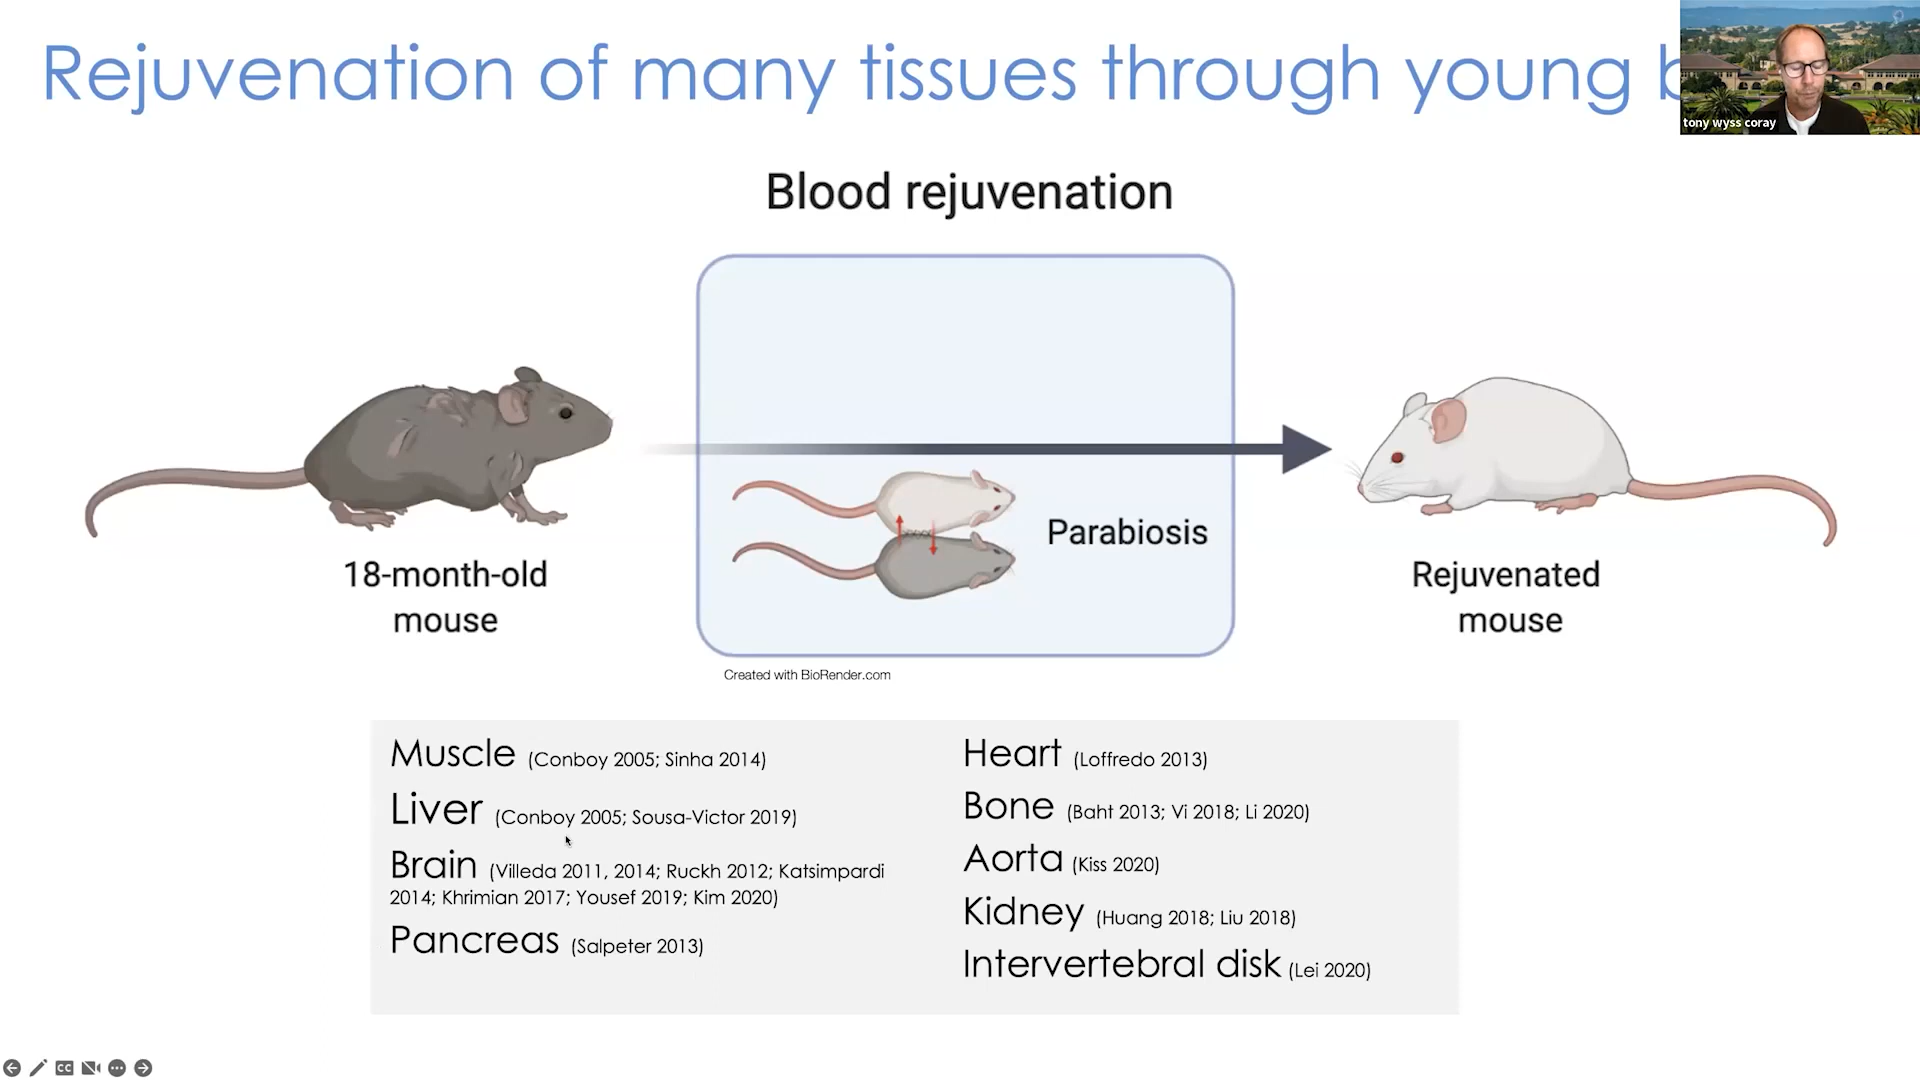 Rejuvenation of many tissues through young
tony wyss coray
Blood rejuvenation
Parabiosis
18-month-old
mouse
Rejuvenated
mouse
Created with BioRender.com
Muscle (Conboy 2005; Sinha 2014)
Liver (Conboy 2005; Sousa-Victor 2019)
Brain (Villeda 2011, 2014; Ruckh 2012; Katsimpardi
2014; Khrimian 2017; Yousef 2019; Kim 2020)
Pancreas (Salpeter 2013)
Heart (Loffredo 2013)
Bone (Baht 2013; Vi 2018; Li 2020)
Aorta (Kiss 2020)
Kidney (Huang 2018; Liu 2018)
Intervertebral disk (Lei 2020)
CC